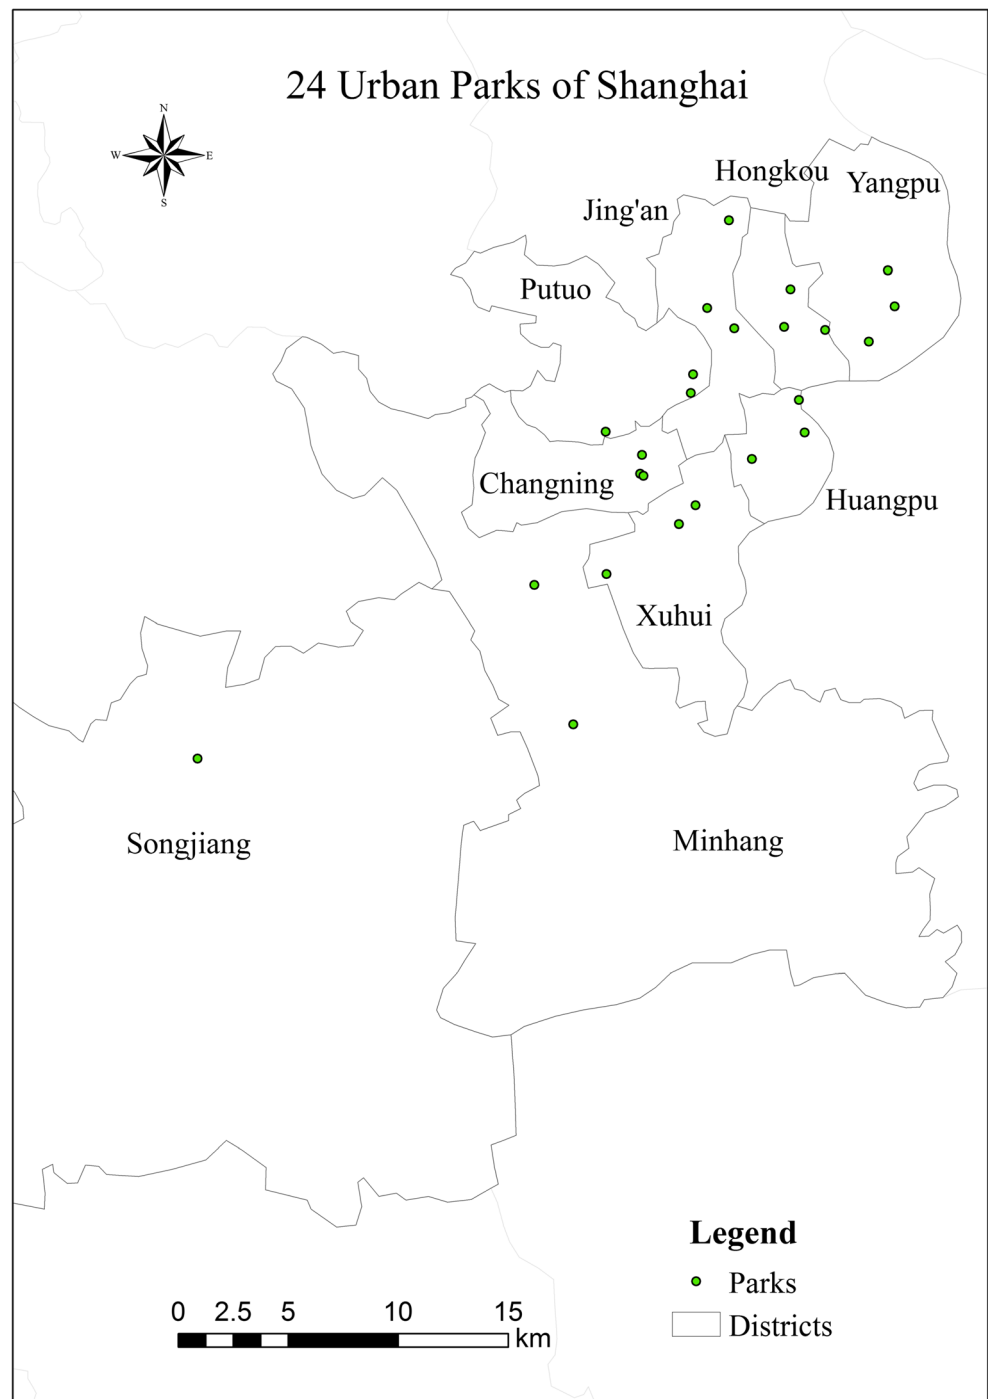 24 Urban Parks of Shanghai
N
W E
S
Hongkou
Yangpu
Jing'an
Putuo
Changning
Huangpu
Xuhui
Songjiang
Minhang
Legend
Parks
Districts
0 2.5 5 10 15
km